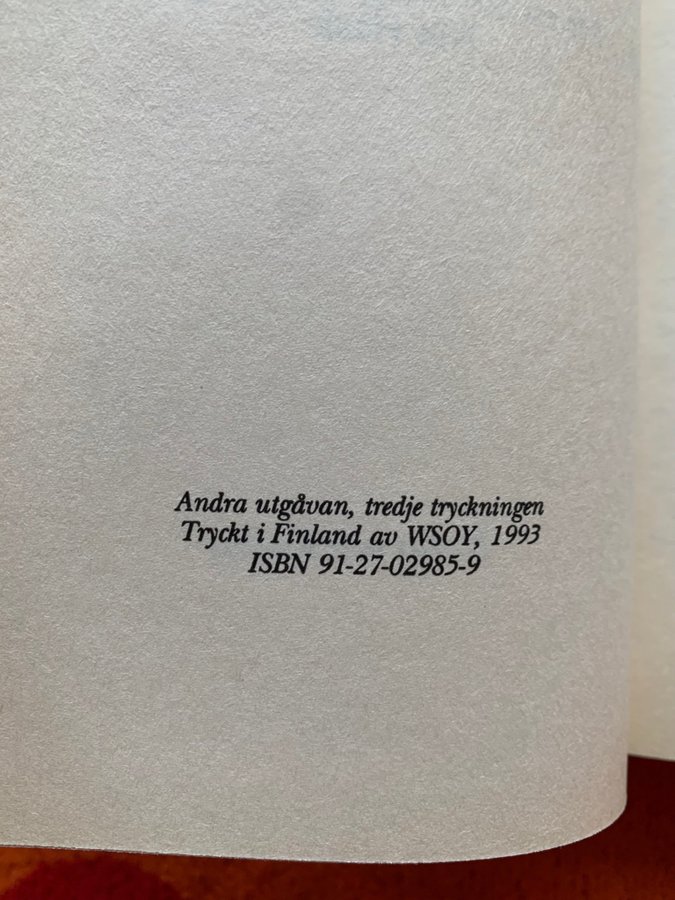 Andra utgåvan, tredje tryckningen
Tryckt i Finland av WSOY, 1993
ISBN 91-27-02985-9